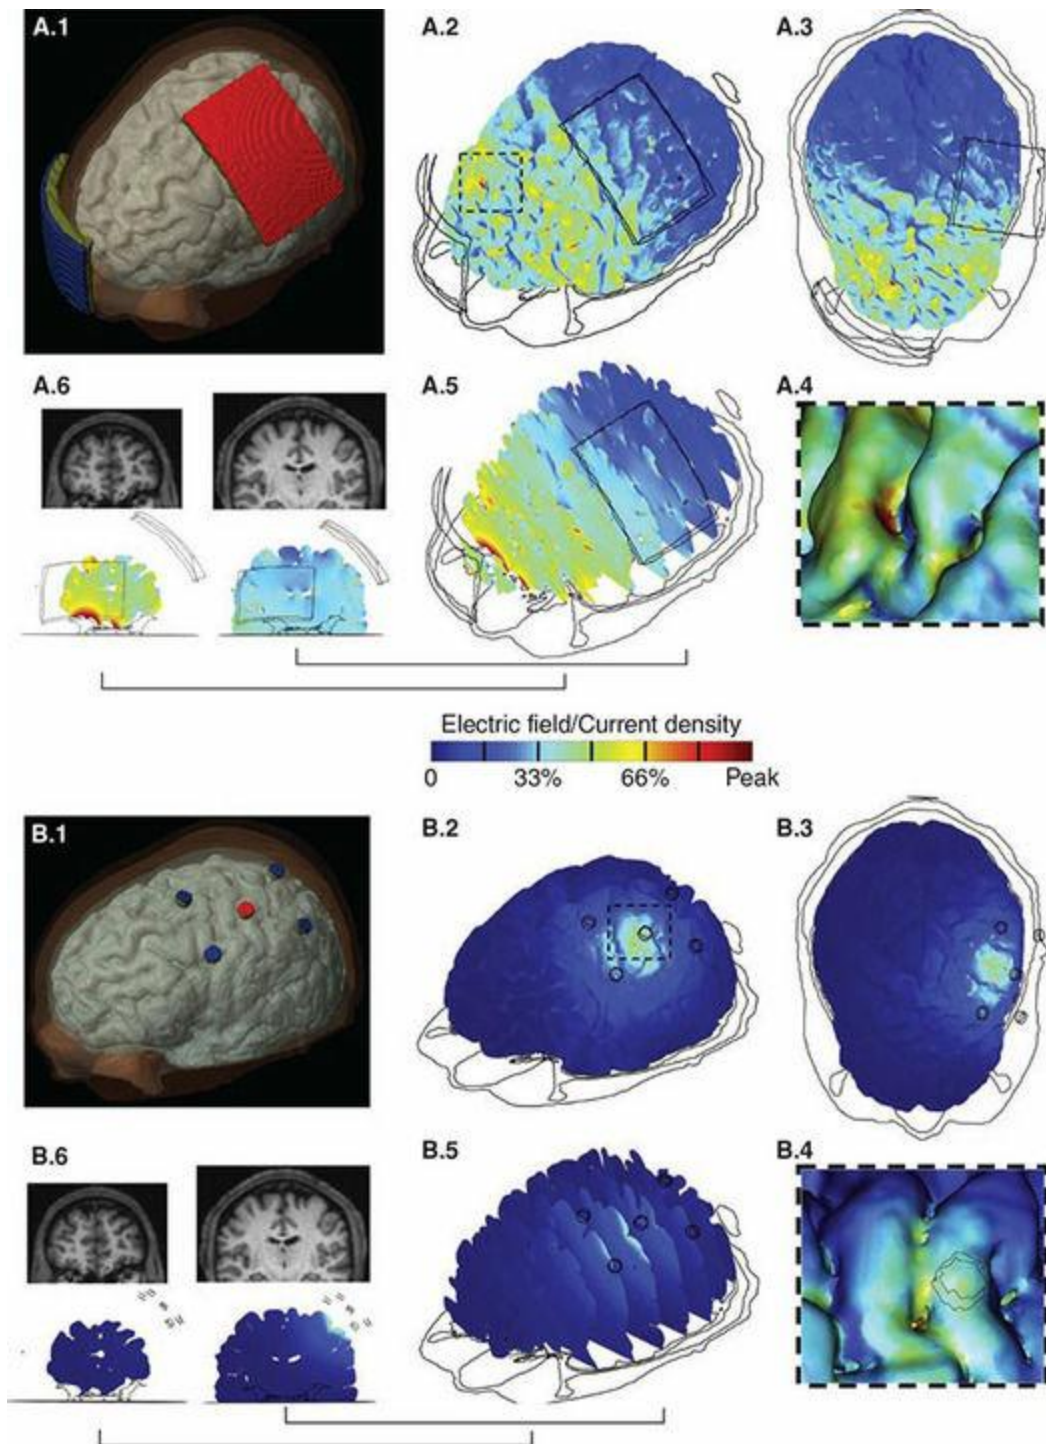 A.1
A.2
A.3
A.6
A.5
A.4
Electric field/Current density
0 33% 66% Peak
B.1
B.2
B.3
B.6
B.5
B.4